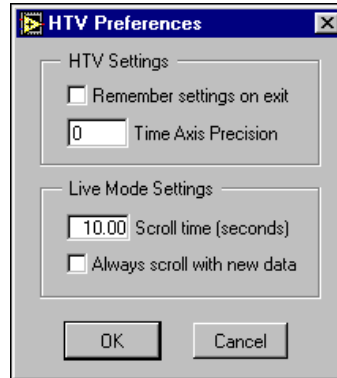 HTV Preferences
HTV Settings
Remember settings on exit
0 Time Axis Precision
Live Mode Settings
10.00 Scroll time (seconds)
Always scroll with new data
OK Cancel